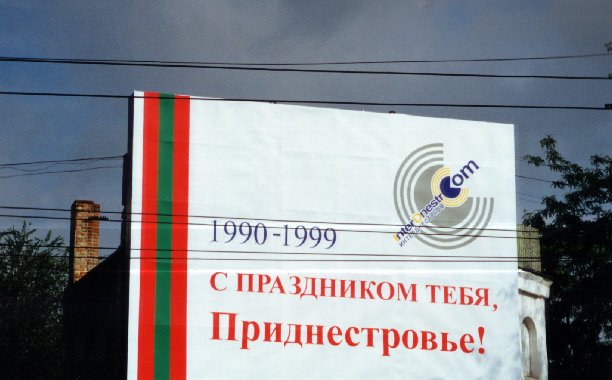 InterDnestrCom
1990-1999
С ПРАЗДНИКОМ ТЕБЯ,
Приднестровье!